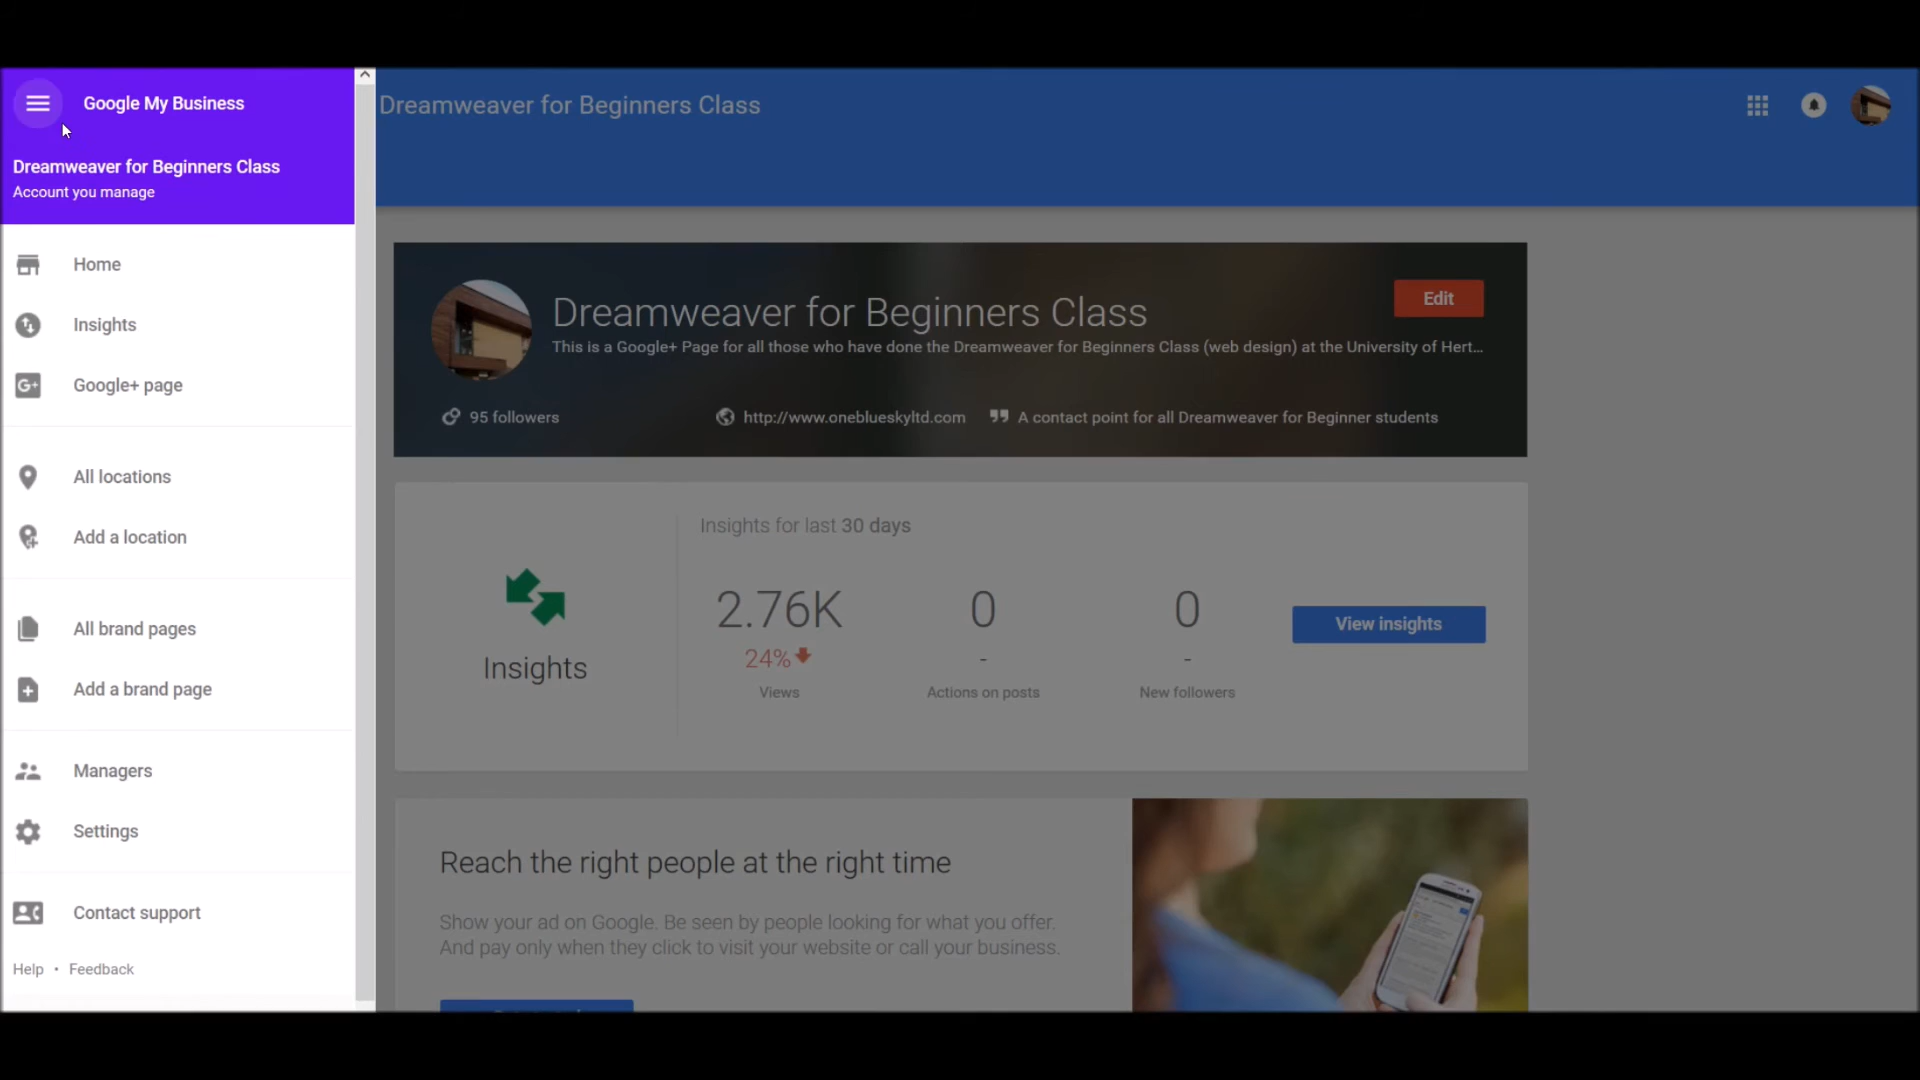 Google My Business
Dreamweaver for Beginners Class
Account you manage
Home
Insights
G+ Google+ page
All locations
Add a location
All brand pages
Add a brand page
Managers
Settings
Contact support
Help • Feedback
Dreamweaver for Beginners Class
Dreamweaver for Beginners Class
Edit
This is a Google+ Page for all those who have done the Dreamweaver for Beginners Class (web design) at the University of Hert...
95 followers
http://www.oneblueskyltd.com
A contact point for all Dreamweaver for Beginner students
Insights
Insights for last 30 days
2.76K
24%
Views
0
-
Actions on posts
0
-
New followers
View insights
Reach the right people at the right time
Show your ad on Google. Be seen by people looking for what you offer.
And pay only when they click to visit your website or call your business.